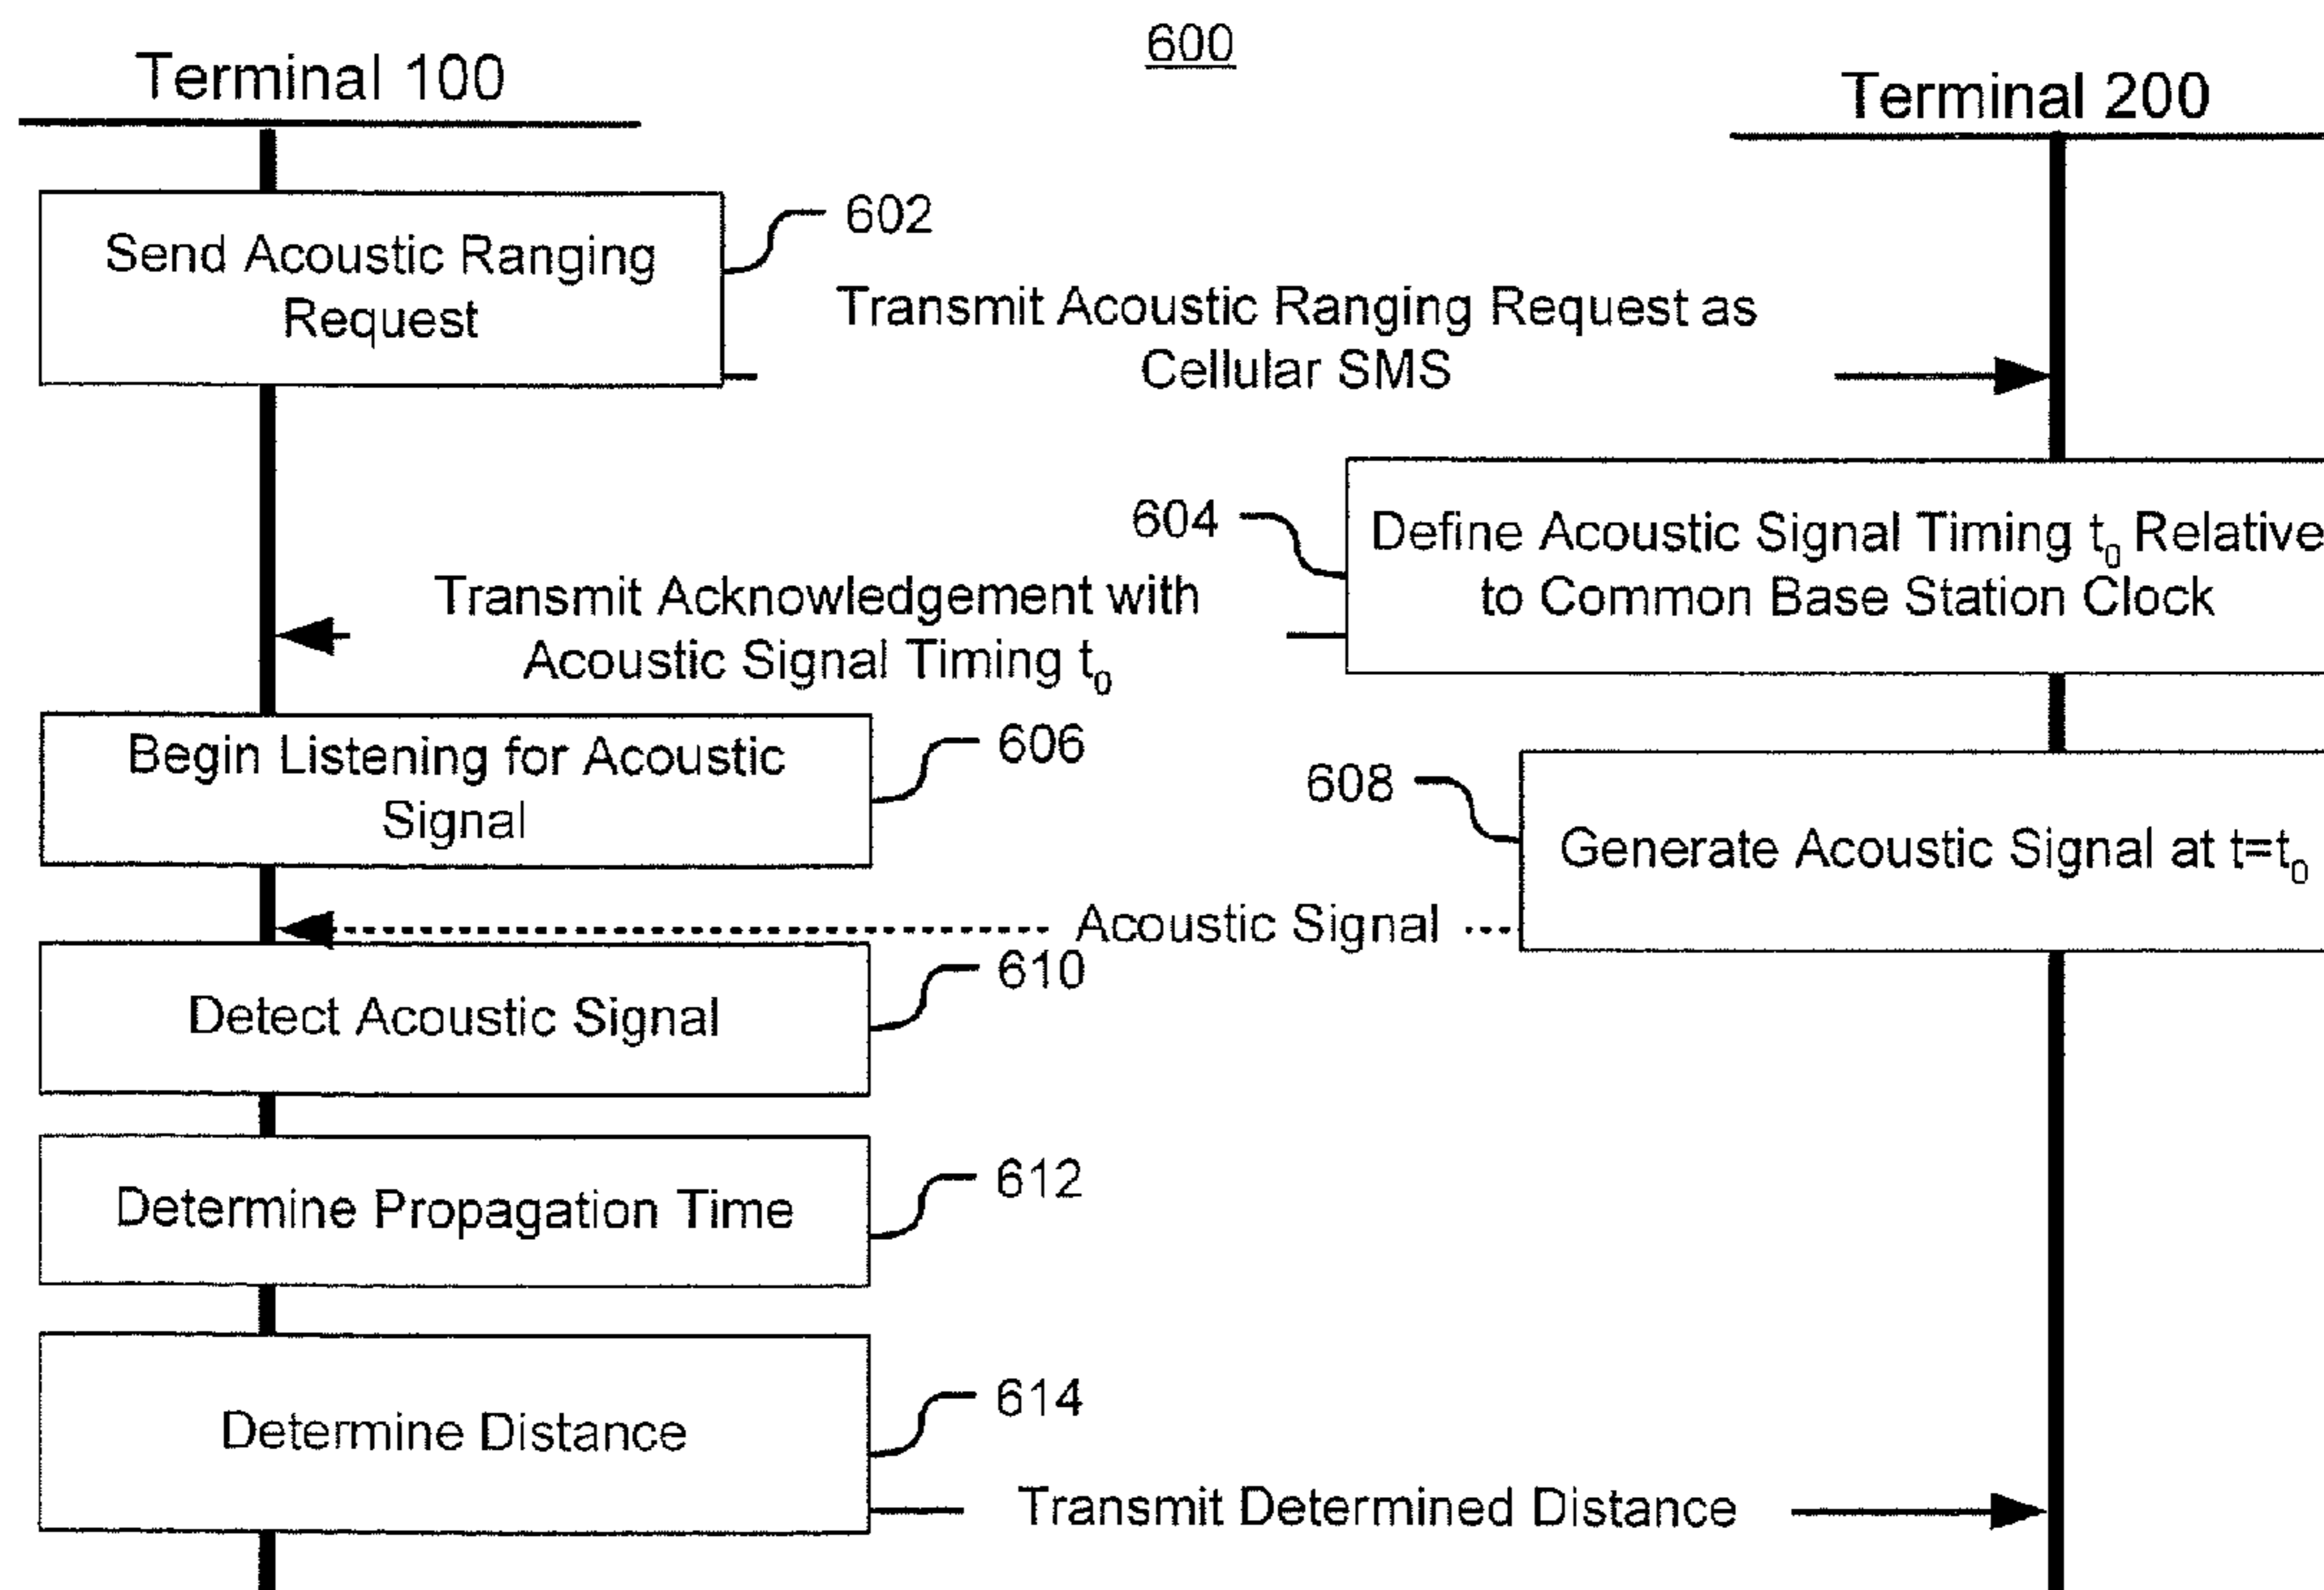 600
Terminal 100
Terminal 200
Send Acoustic Ranging
Request
602
Transmit Acoustic Ranging Request as
Cellular SMS
604
Define Acoustic Signal Timing t₀ Relative
to Common Base Station Clock
Transmit Acknowledgement with
Acoustic Signal Timing t₀
Begin Listening for Acoustic
Signal
606
608
Generate Acoustic Signal at t=t₀
Acoustic Signal
Detect Acoustic Signal
610
Determine Propagation Time
612
Determine Distance
614
Transmit Determined Distance